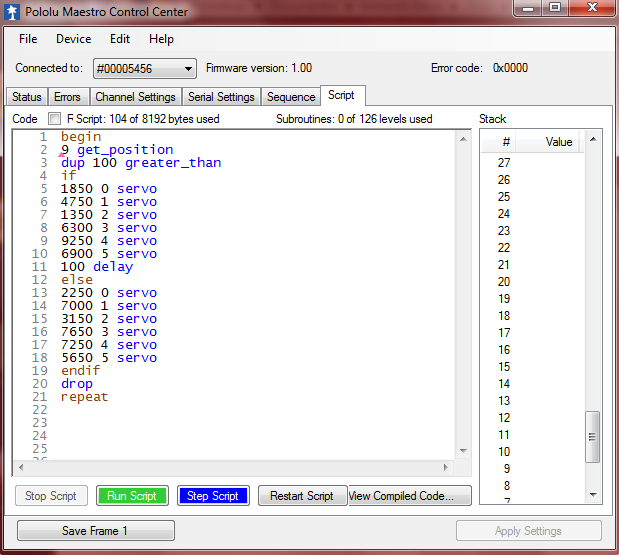 Pololu Maestro Control Center
File Device Edit Help
Connected to: #00005456 Firmware version: 1.00 Error code: 0x0000
Status Errors Channel Settings Serial Settings Sequence Script
Code R Script: 104 of 8192 bytes used Subroutines: 0 of 126 levels used Stack
# Value
1 begin
2 9 get_position
3 dup 100 greater_than
4 if
5 1850 0 servo
6 4750 1 servo
7 1350 2 servo
8 6300 3 servo
9 9250 4 servo
10 6900 5 servo
11 100 delay
12 else
13 2250 0 servo
14 7000 1 servo
15 3150 2 servo
16 7650 3 servo
17 7250 4 servo
18 5650 5 servo
19 endif
20 drop
21 repeat
22
23
24
25
27
26
25
24
23
22
21
20
19
18
17
16
15
14
13
12
11
10
9
8
Stop Script Run Script Step Script Restart Script View Compiled Code...
Save Frame 1 Apply Settings